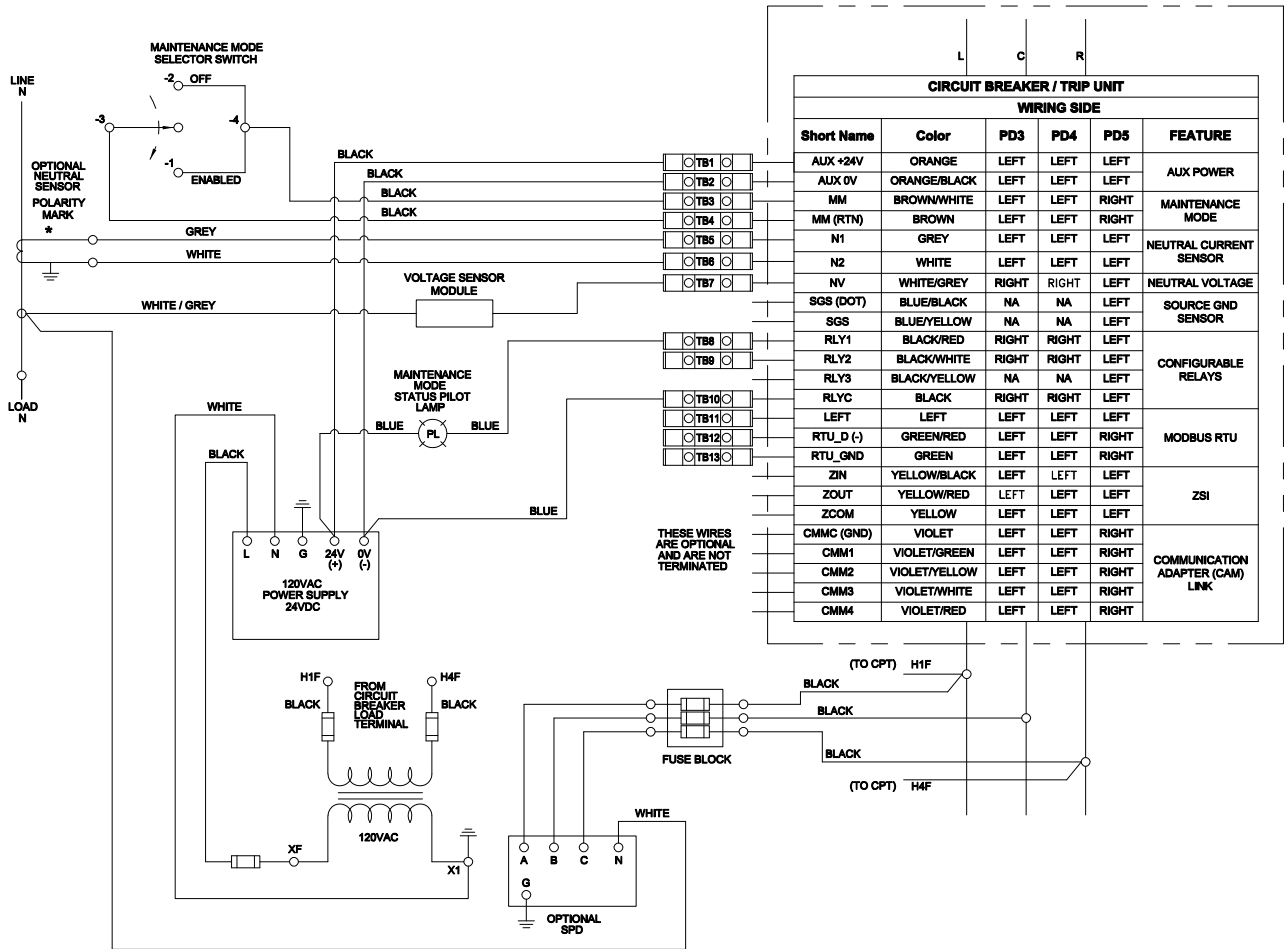 MAINTENANCE MODE
SELECTOR SWITCH
-2 OFF
-3
-4
-1
ENABLED
LINE
N
OPTIONAL
NEUTRAL
SENSOR
POLARITY
MARK
*
GREY
WHITE
WHITE / GREY
LOAD
N
BLACK
BLACK
BLACK
BLACK
VOLTAGE SENSOR
MODULE
MAINTENANCE
MODE
STATUS PILOT
LAMP
BLUE
PL
BLUE
WHITE
BLACK
BLUE
L N G 24V (+) 0V (-)
120VAC
POWER SUPPLY
24VDC
H1F
H4F
FROM
CIRCUIT
BREAKER
LOAD
TERMINAL
BLACK
BLACK
120VAC
XF
X1
TB1
TB2
TB3
TB4
TB5
TB6
TB7
TB8
TB9
TB10
TB11
TB12
TB13
THESE WIRES
ARE OPTIONAL
AND ARE NOT
TERMINATED
L C R
CIRCUIT BREAKER / TRIP UNIT
WIRING SIDE
Short Name Color PD3 PD4 PD5 FEATURE
AUX +24V ORANGE LEFT LEFT LEFT AUX POWER
AUX 0V ORANGE/BLACK LEFT LEFT LEFT
MM BROWN/WHITE LEFT LEFT RIGHT MAINTENANCE
MM (RTN) BROWN LEFT LEFT RIGHT MODE
N1 GREY LEFT LEFT LEFT NEUTRAL CURRENT
N2 WHITE LEFT LEFT LEFT SENSOR
NV WHITE/GREY RIGHT RIGHT LEFT NEUTRAL VOLTAGE
SGS (DOT) BLUE/BLACK NA NA LEFT SOURCE GND
SGS BLUE/YELLOW NA NA LEFT SENSOR
RLY1 BLACK/RED RIGHT RIGHT LEFT
RLY2 BLACK/WHITE RIGHT RIGHT LEFT CONFIGURABLE
RLY3 BLACK/YELLOW NA NA LEFT RELAYS
RLYC BLACK RIGHT RIGHT LEFT
LEFT LEFT LEFT LEFT LEFT
RTU_D (-) GREEN/RED LEFT LEFT RIGHT MODBUS RTU
RTU_GND GREEN LEFT LEFT RIGHT
ZIN YELLOW/BLACK LEFT LEFT LEFT
ZOUT YELLOW/RED LEFT LEFT LEFT ZSI
ZCOM YELLOW LEFT LEFT LEFT
CMMC (GND) VIOLET LEFT LEFT RIGHT
CMM1 VIOLET/GREEN LEFT LEFT RIGHT COMMUNICATION
CMM2 VIOLET/YELLOW LEFT LEFT RIGHT ADAPTER (CAM)
CMM3 VIOLET/WHITE LEFT LEFT RIGHT LINK
CMM4 VIOLET/RED LEFT LEFT RIGHT
(TO CPT) H1F
BLACK
BLACK
BLACK
FUSE BLOCK
(TO CPT) H4F
WHITE
A B C N
G
OPTIONAL
SPD